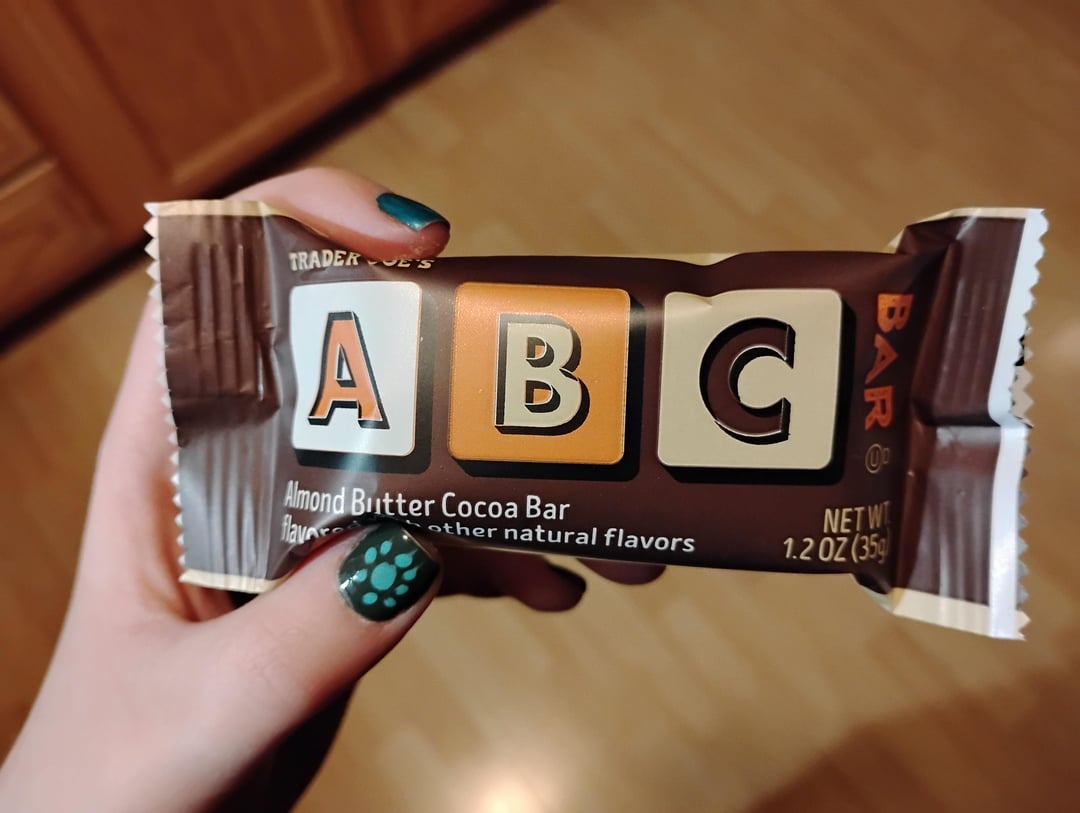 TRADER JOE'S
A B C
BAR
U D
Almond Butter Cocoa Bar
other natural flavors
NET WT
1.2 OZ (35g)